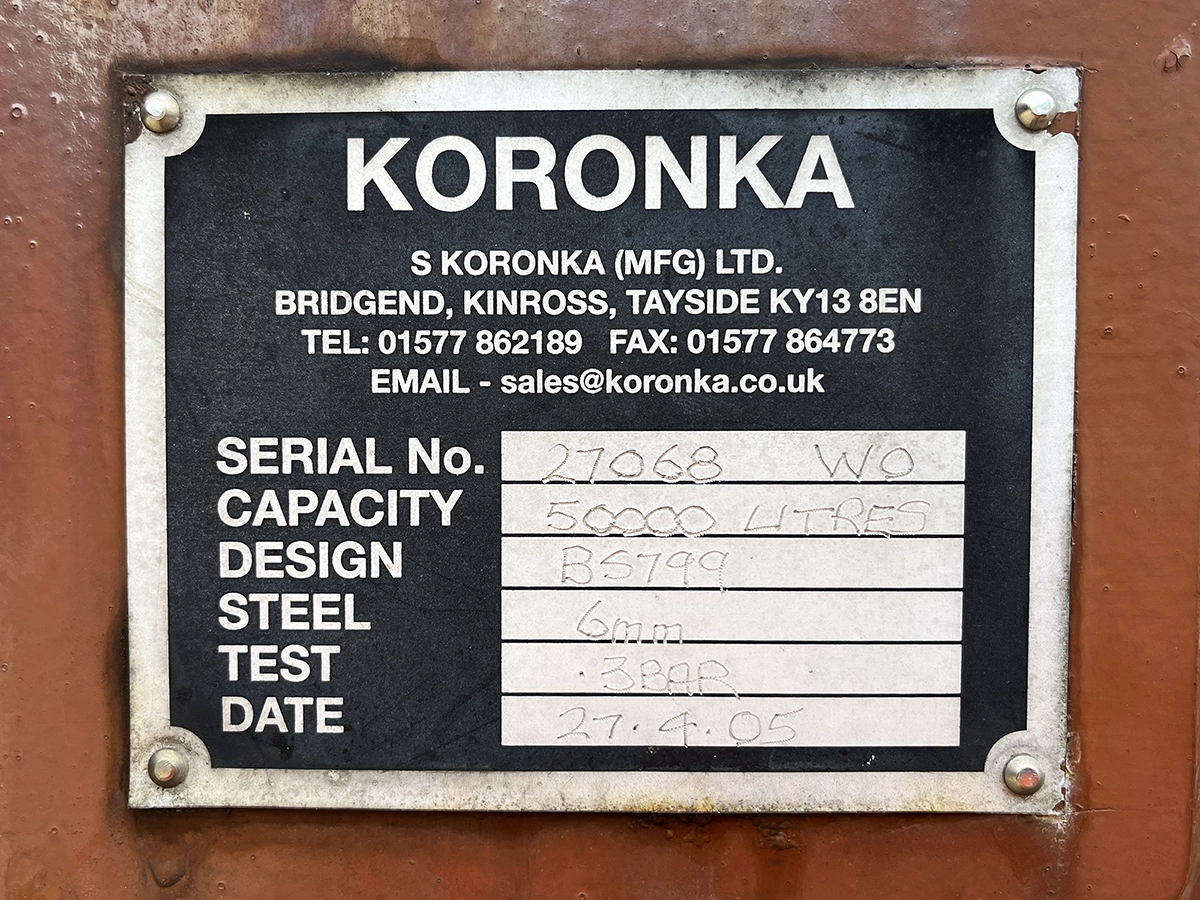 KORONKA
S KORONKA (MFG) LTD.
BRIDGEND, KINROSS, TAYSIDE KY13 8EN
TEL: 01577 862189 FAX: 01577 864773
EMAIL - sales@koronka.co.uk
SERIAL No. 27068 WO
CAPACITY 50000 LITRES
DESIGN BS799
STEEL 6mm
TEST .3BAR
DATE 27.4.05